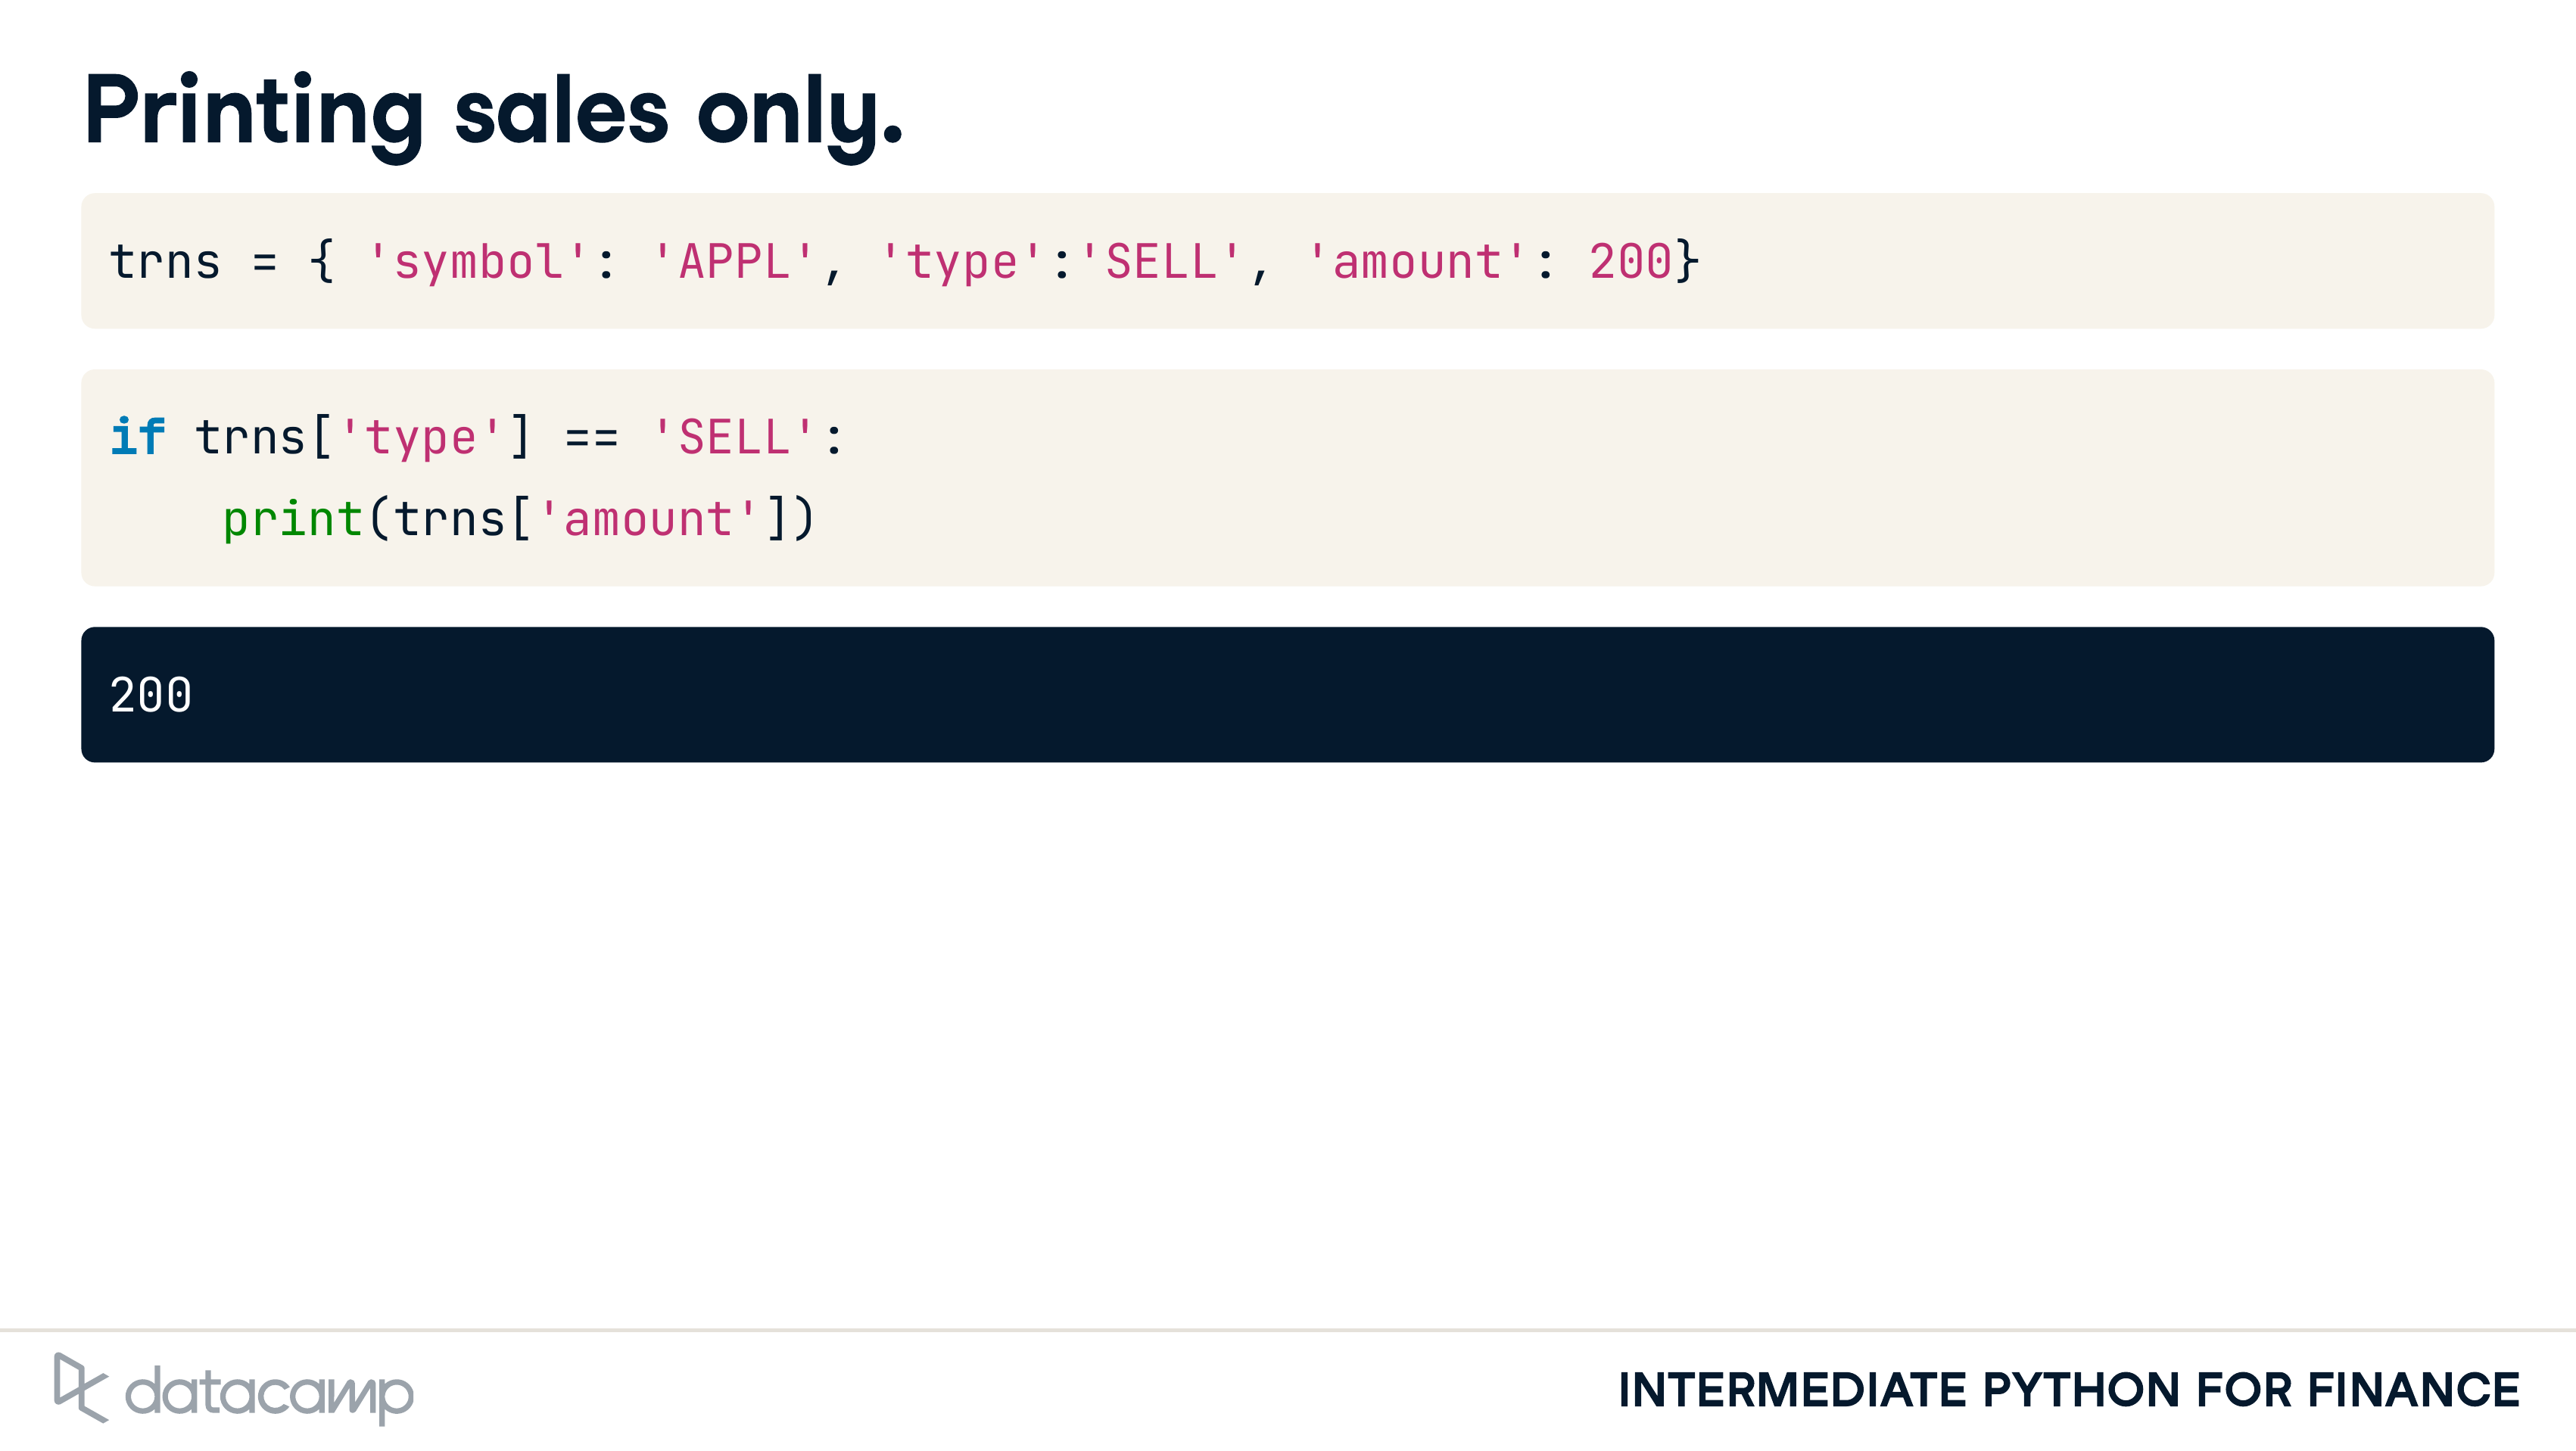 Printing sales only.
trns = { 'symbol': 'APPL', 'type':'SELL', 'amount': 200}
if trns['type'] == 'SELL':
    print(trns['amount'])
200
datacamp
INTERMEDIATE PYTHON FOR FINANCE